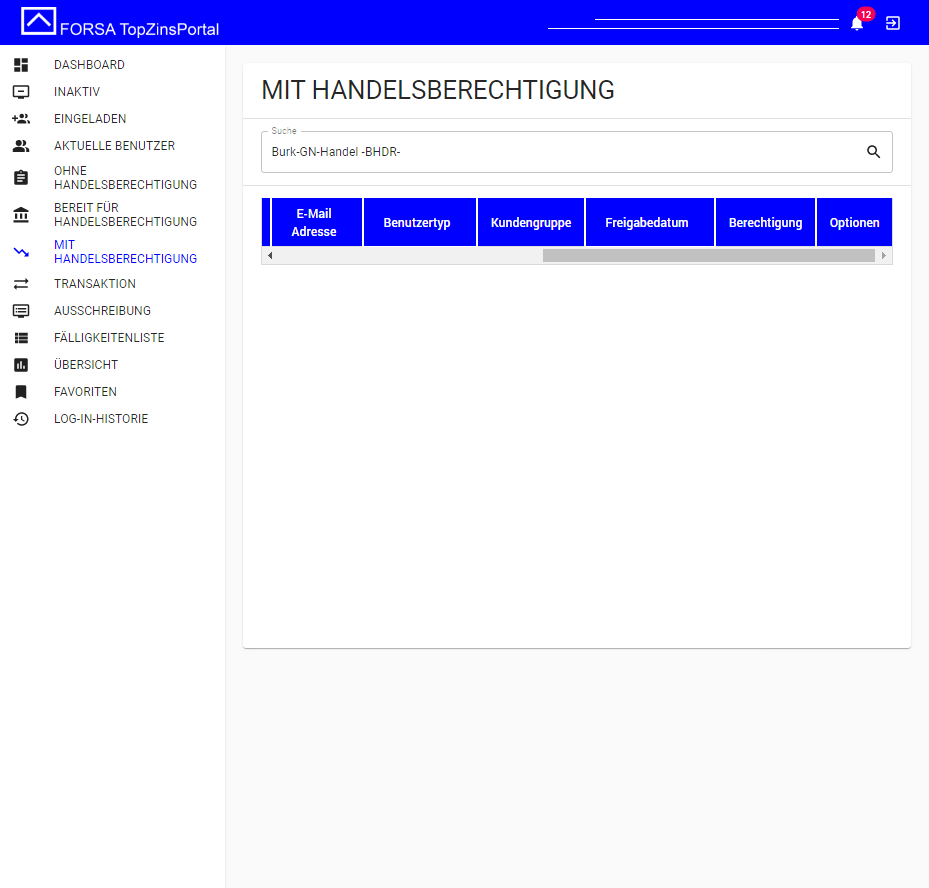 FORSA TopZinsPortal
12
DASHBOARD
INAKTIV
EINGELADEN
AKTUELLE BENUTZER
OHNE
HANDELSBERECHTIGUNG
BEREIT FÜR
HANDELSBERECHTIGUNG
MIT
HANDELSBERECHTIGUNG
TRANSAKTION
AUSSCHREIBUNG
FÄLLIGKEITENLISTE
ÜBERSICHT
FAVORITEN
LOG-IN-HISTORIE
MIT HANDELSBERECHTIGUNG
Suche
Burk-GN-Handel -BHDR-
E-Mail
Adresse
Benutzertyp
Kundengruppe
Freigabedatum
Berechtigung
Optionen